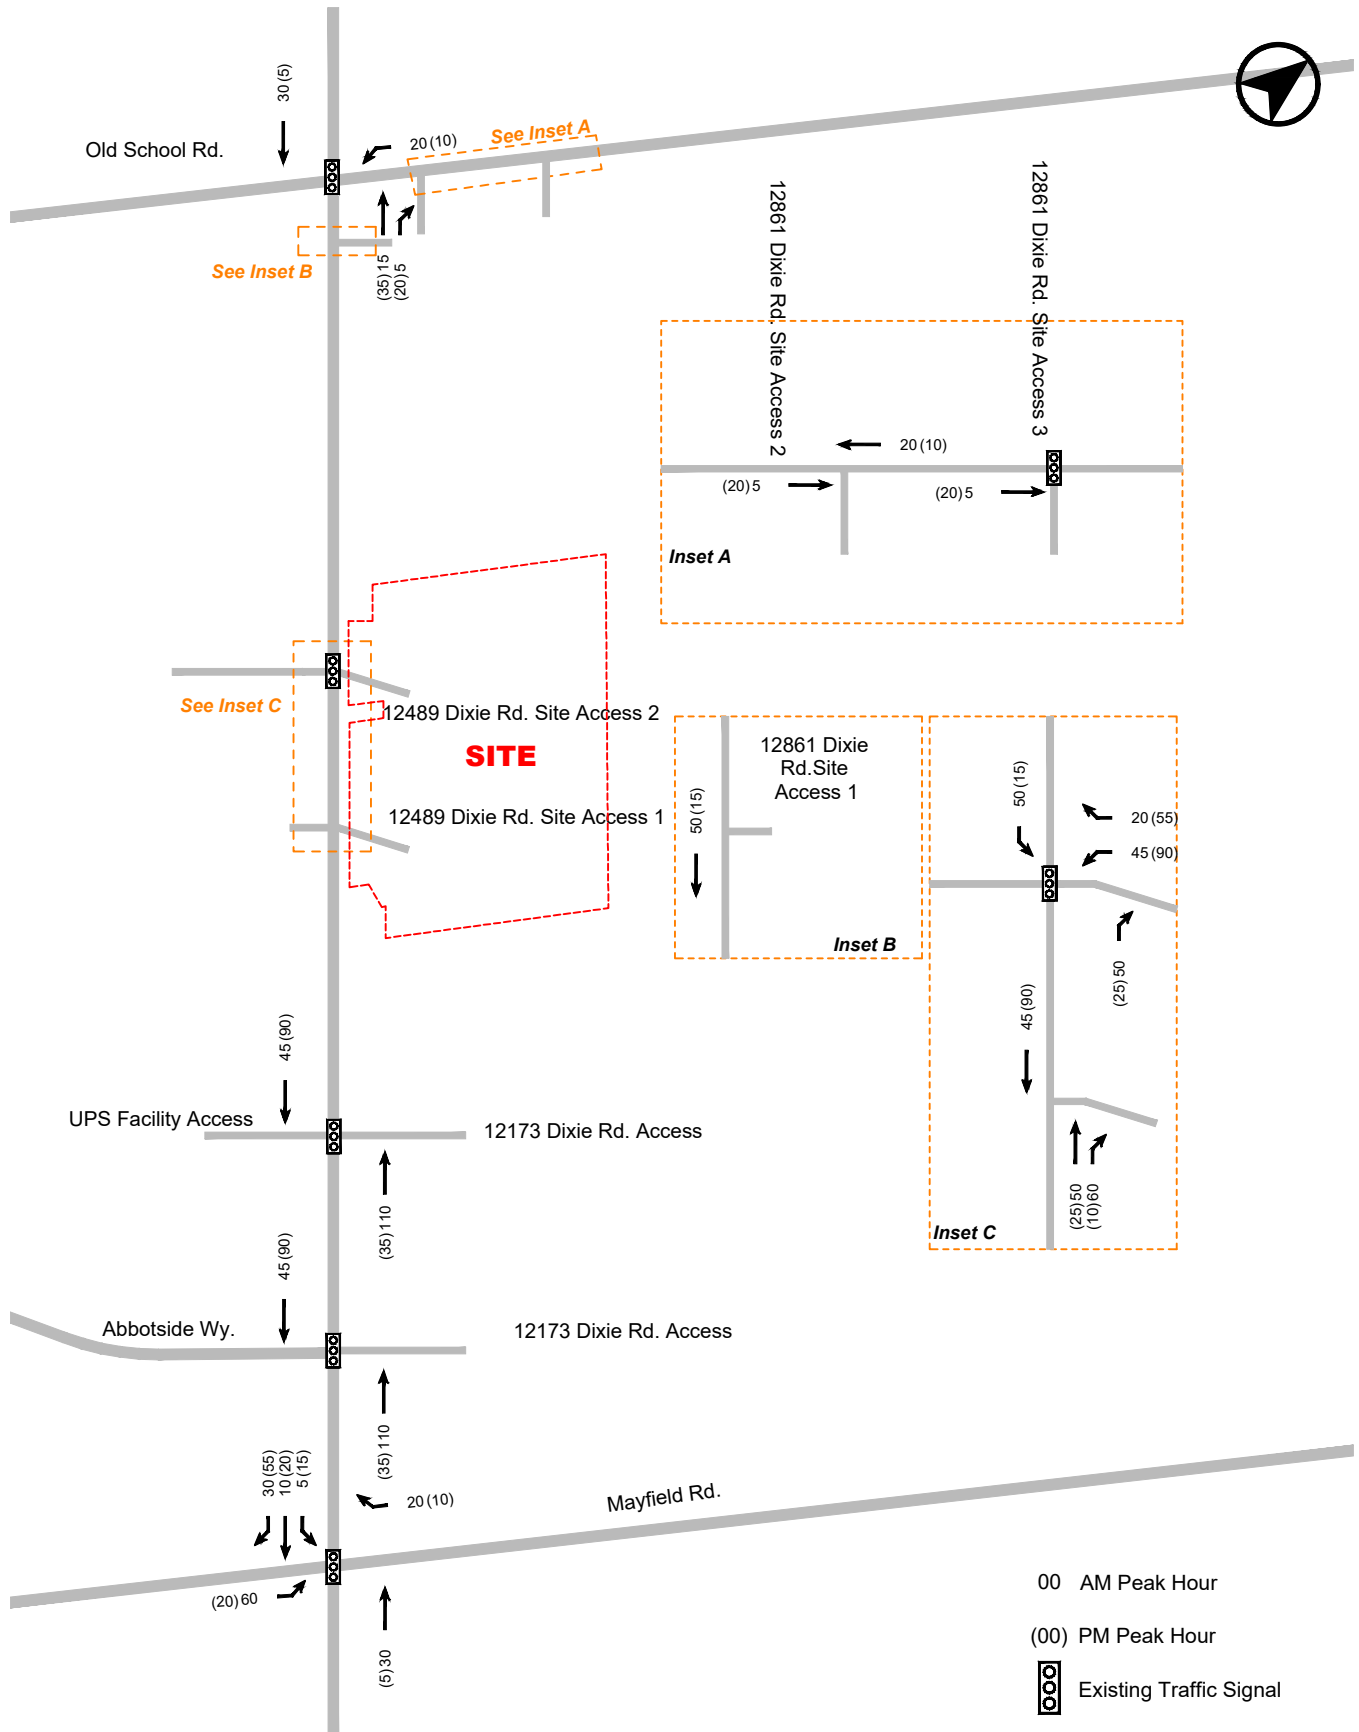 30 (5)
Old School Rd.
20 (10)
See Inset A
(35) 15
(20) 5
See Inset B
12861 Dixie Rd. Site Access 2
12861 Dixie Rd. Site Access 3
20 (10)
(20) 5
(20) 5
Inset A
See Inset C
12489 Dixie Rd. Site Access 2
SITE
12489 Dixie Rd. Site Access 1
12861 Dixie
Rd.Site
Access 1
50 (15)
Inset B
50 (15)
20 (55)
45 (90)
(25) 50
45 (90)
(25) 50
(10) 60
Inset C
45 (90)
UPS Facility Access
12173 Dixie Rd. Access
(35) 110
45 (90)
Abbotside Wy.
12173 Dixie Rd. Access
(35) 110
30 (55)
10 (20)
5 (15)
20 (10)
Mayfield Rd.
(20) 60
(5) 30
00 AM Peak Hour
(00) PM Peak Hour
Existing Traffic Signal